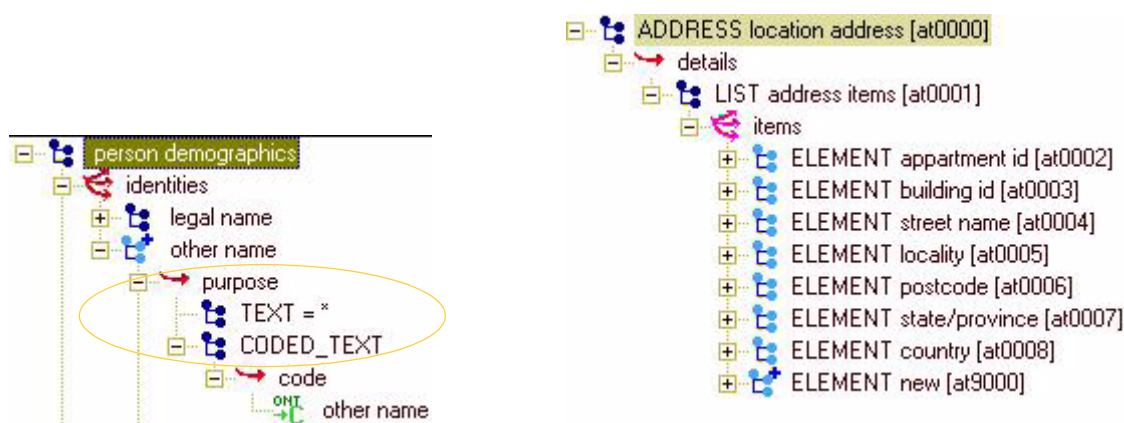 person demographics
identities
legal name
other name
purpose
TEXT = *
CODED_TEXT
code
ONT
C
other name
ADDRESS location address [at0000]
details
LIST address items [at0001]
items
ELEMENT appartment id [at0002]
ELEMENT building id [at0003]
ELEMENT street name [at0004]
ELEMENT locality [at0005]
ELEMENT postcode [at0006]
ELEMENT state/province [at0007]
ELEMENT country [at0008]
ELEMENT new [at9000]